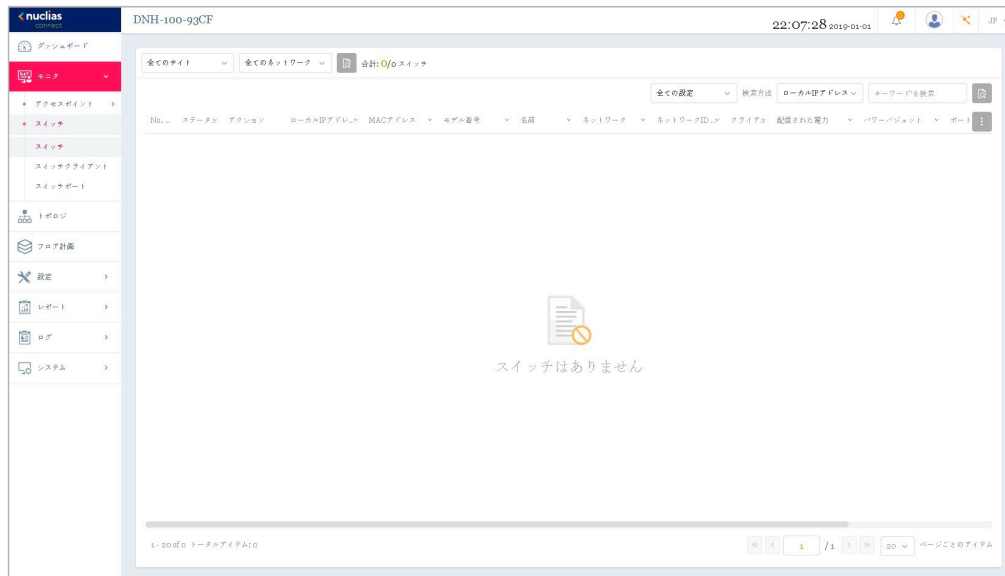 nuclias
connect
DNH-100-93CF
22:07:28 2019-01-01
0
JP
ダッシュボード
モニタ
アクセスポイント
スイッチ
スイッチ
スイッチクライアント
スイッチポート
トポロジ
フロア計画
設定
レポート
ログ
システム
全てのサイト
全てのネットワーク
合計: 0/0 スイッチ
全ての設定
検索方法
ローカルIPアドレス
キーワードを検索
No. ...
ステータス
アクション
ローカルIPアドレ...
MACアドレス
モデル番号
名前
ネットワーク
ネットワークID ...
クライアン
配信された電力
パワーバジェット
ポート
スイッチはありません
1 - 20 of 0 トータルアイテム: 0
1
/ 1
20
ページごとのアイテム